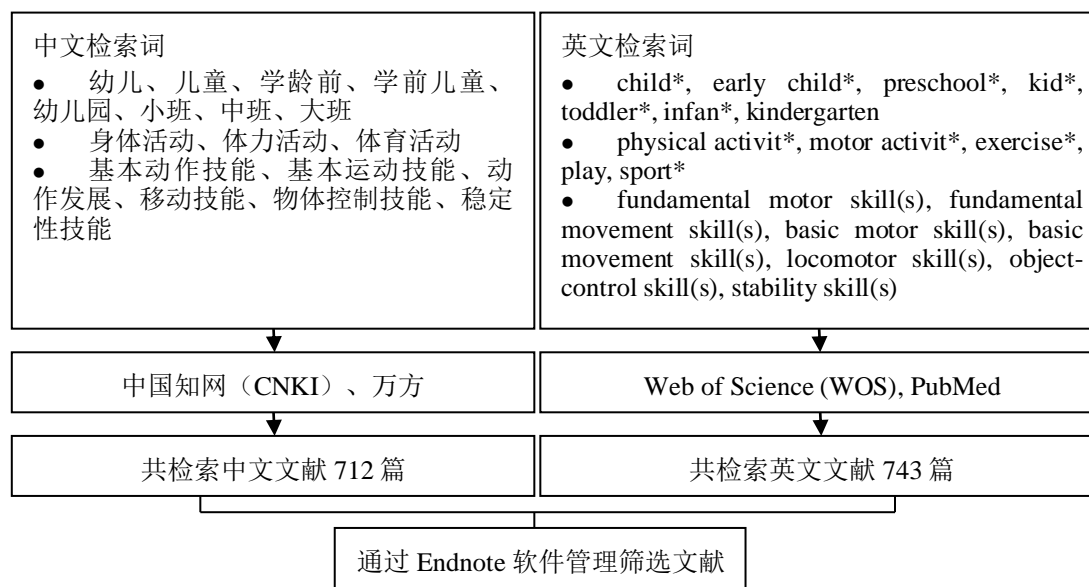 中文检索词
● 幼儿、儿童、学龄前、学前儿童、
幼儿园、小班、中班、大班
● 身体活动、体力活动、体育活动
● 基本动作技能、基本运动技能、动
作发展、移动技能、物体控制技能、稳定
性技能
英文检索词
● child*, early child*, preschool*, kid*,
toddler*, infan*, kindergarten
● physical activit*, motor activit*, exercise*,
play, sport*
● fundamental motor skill(s), fundamental
movement skill(s), basic motor skill(s), basic
movement skill(s), locomotor skill(s), object-
control skill(s), stability skill(s)
中国知网（CNKI）、万方
Web of Science (WOS), PubMed
共检索中文文献 712 篇
共检索英文文献 743 篇
通过 Endnote 软件管理筛选文献